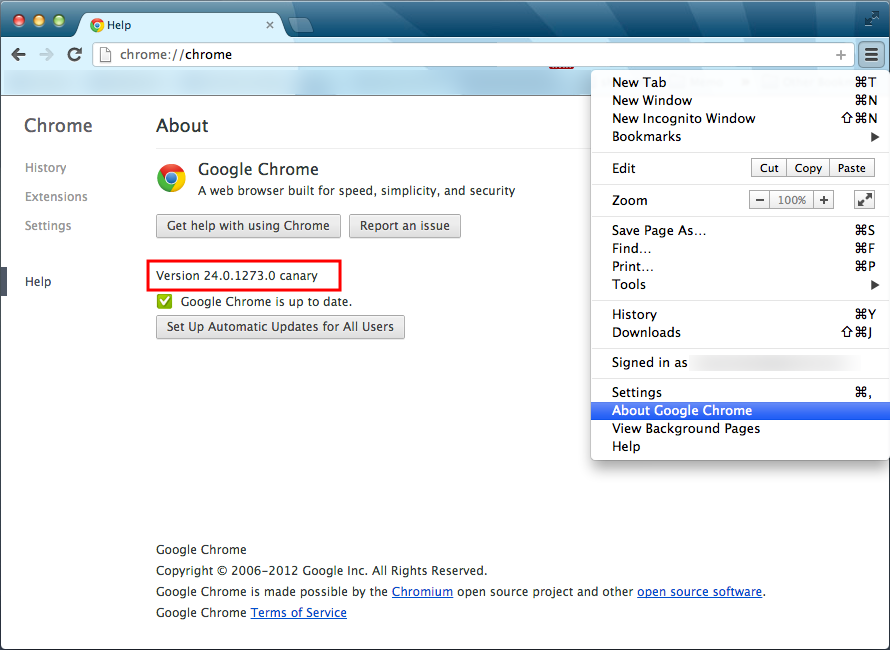 Help
chrome://chrome
Chrome
History
Extensions
Settings
Help
About
Google Chrome
A web browser built for speed, simplicity, and security
Get help with using Chrome Report an issue
Version 24.0.1273.0 canary
Google Chrome is up to date.
Set Up Automatic Updates for All Users
Google Chrome
Copyright © 2006-2012 Google Inc. All Rights Reserved.
Google Chrome is made possible by the Chromium open source project and other open source software.
Google Chrome Terms of Service
New Tab ⌘T
New Window ⌘N
New Incognito Window ⇧⌘N
Bookmarks
Edit Cut Copy Paste
Zoom − 100% +
Save Page As... ⌘S
Find... ⌘F
Print... ⌘P
Tools
History ⌘Y
Downloads ⇧⌘J
Signed in as
Settings ⌘,
About Google Chrome
View Background Pages
Help